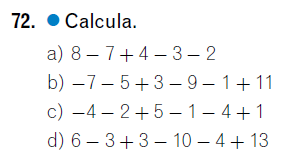 72. ● Calcula.
a) 8 – 7 + 4 – 3 – 2
b) –7 – 5 + 3 – 9 – 1 + 11
c) –4 – 2 + 5 – 1 – 4 + 1
d) 6 – 3 + 3 – 10 – 4 + 13